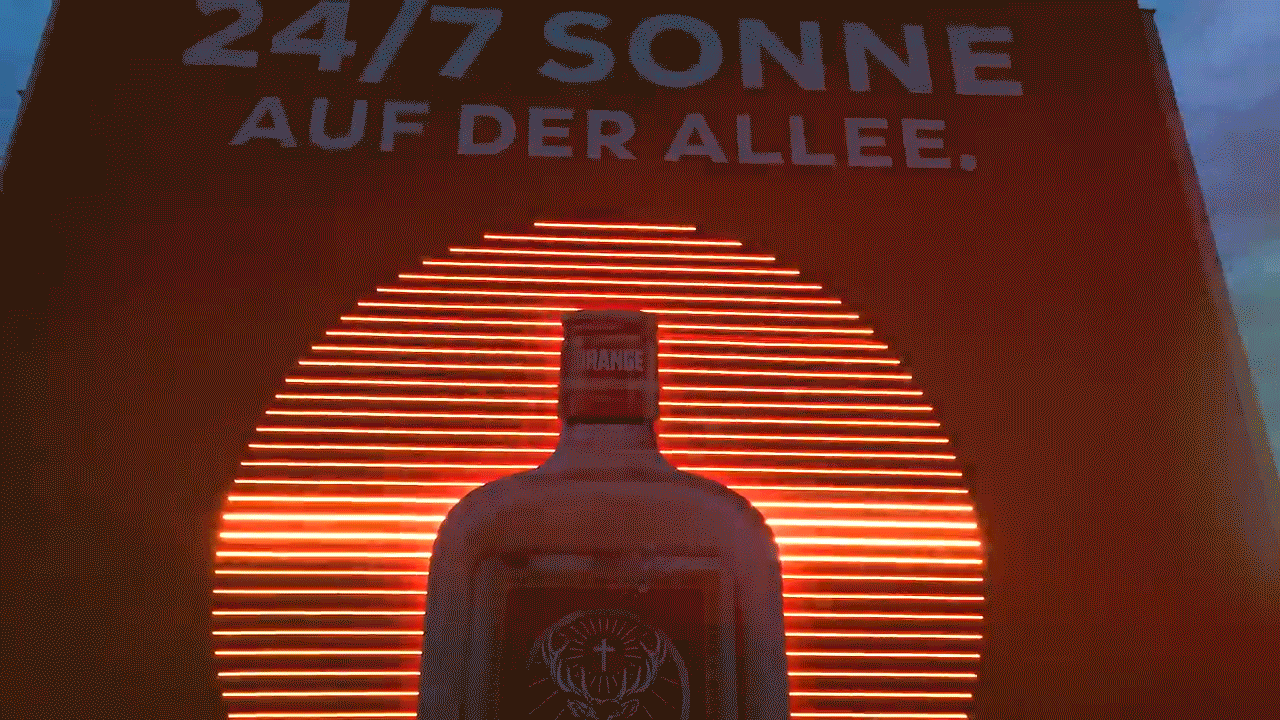 24/7 SONNE
AUF DER ALLEE.
ORANGE